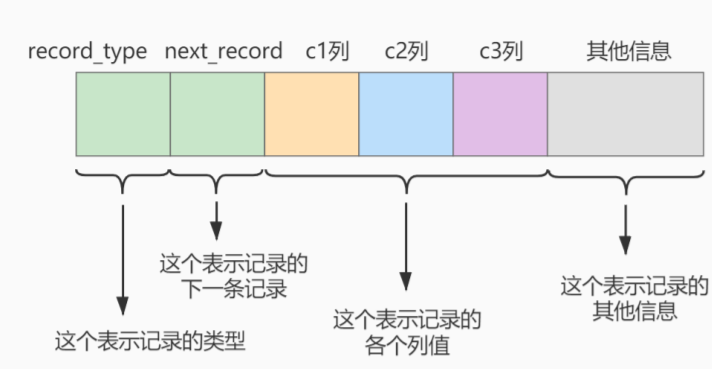 record_type next_record c1列 c2列 c3列 其他信息
这个表示记录的
下一条记录
这个表示记录的类型
这个表示记录的
各个列值
这个表示记录的
其他信息